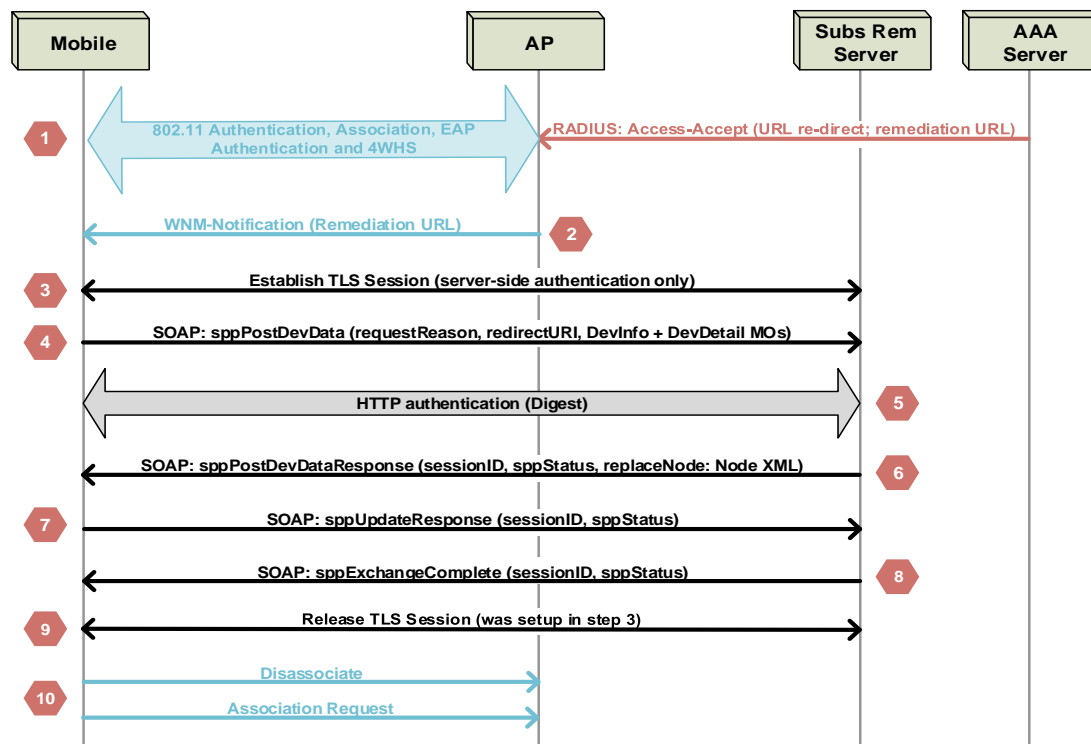 Mobile
AP
Subs Rem
Server
AAA
Server
1
802.11 Authentication, Association, EAP
Authentication and 4WHS
RADIUS: Access-Accept (URL re-direct; remediation URL)
WNM-Notification (Remediation URL)
2
3
Establish TLS Session (server-side authentication only)
4
SOAP: sppPostDevData (requestReason, redirectURI, DevInfo + DevDetail MOs)
HTTP authentication (Digest)
5
SOAP: sppPostDevDataResponse (sessionID, sppStatus, replaceNode: Node XML)
6
7
SOAP: sppUpdateResponse (sessionID, sppStatus)
SOAP: sppExchangeComplete (sessionID, sppStatus)
8
9
Release TLS Session (was setup in step 3)
10
Disassociate
Association Request